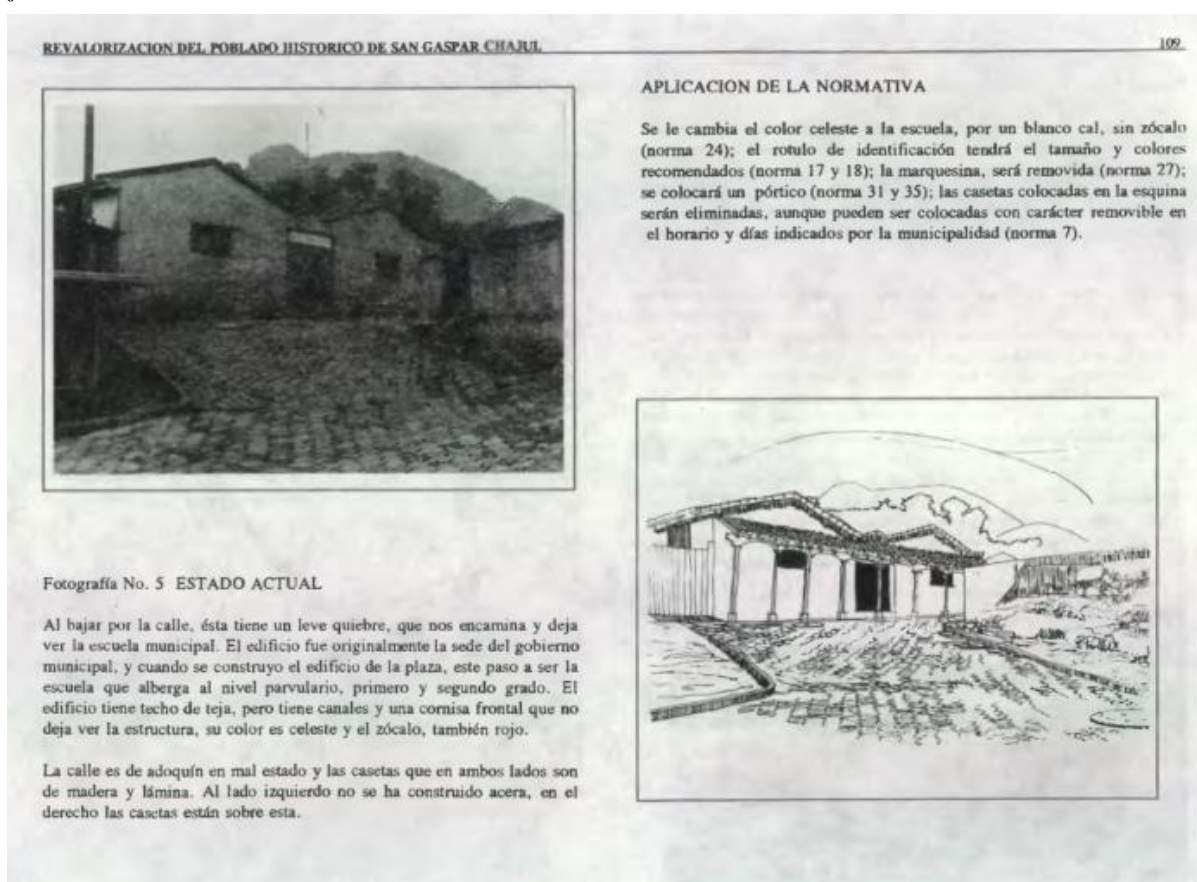 REVALORIZACION DEL POBLADO HISTORICO DE SAN GASPAR CHAJUL
109
Fotografía No. 5 ESTADO ACTUAL
Al bajar por la calle, ésta tiene un leve quiebre, que nos encamina y deja
ver la escuela municipal. El edificio fue originalmente la sede del gobierno
municipal, y cuando se construyo el edificio de la plaza, este paso a ser la
escuela que alberga al nivel parvulario, primero y segundo grado. El
edificio tiene techo de teja, pero tiene canales y una cornisa frontal que no
deja ver la estructura, su color es celeste y el zócalo, también rojo.
La calle es de adoquín en mal estado y las casetas que en ambos lados son
de madera y lámina. Al lado izquierdo no se ha construido acera, en el
derecho las casetas están sobre esta.
APLICACION DE LA NORMATIVA
Se le cambia el color celeste a la escuela, por un blanco cal, sin zócalo
(norma 24); el rotulo de identificación tendrá el tamaño y colores
recomendados (norma 17 y 18); la marquesina, será removida (norma 27);
se colocará un pórtico (norma 31 y 35); las casetas colocadas en la esquina
serán eliminadas, aunque pueden ser colocadas con carácter removible en
el horario y días indicados por la municipalidad (norma 7).